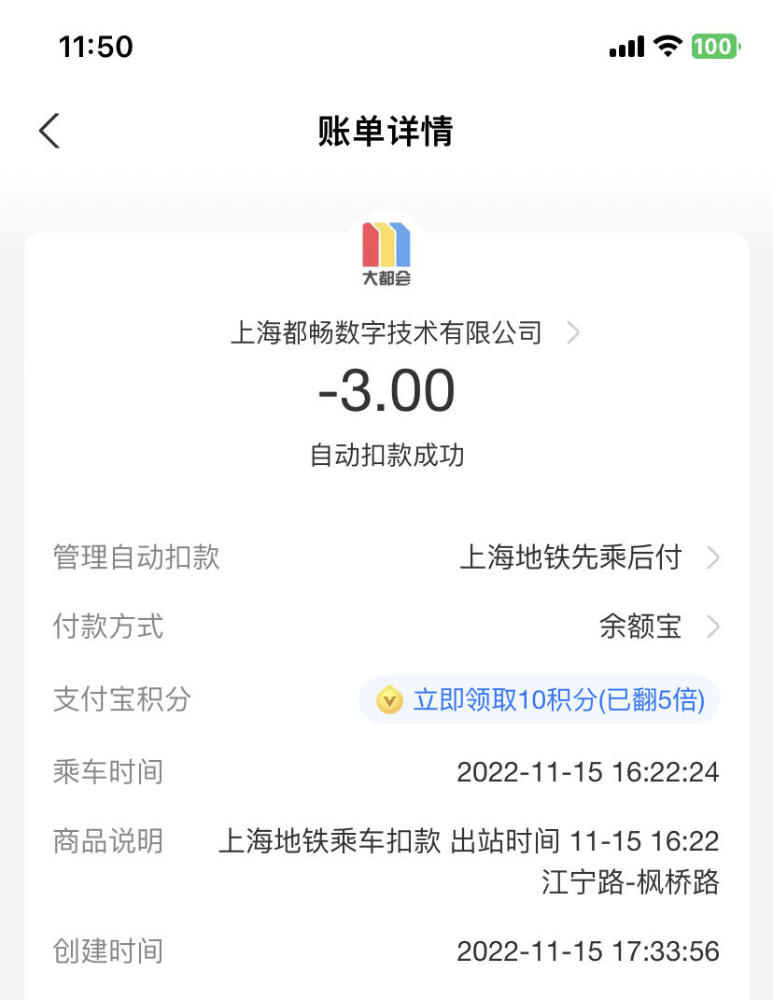 11:50
100
账单详情
大都会
上海都畅数字技术有限公司
-3.00
自动扣款成功
管理自动扣款 上海地铁先乘后付
付款方式 余额宝
支付宝积分 立即领取10积分(已翻5倍)
乘车时间 2022-11-15 16:22:24
商品说明 上海地铁乘车扣款 出站时间 11-15 16:22
江宁路-枫桥路
创建时间 2022-11-15 17:33:56